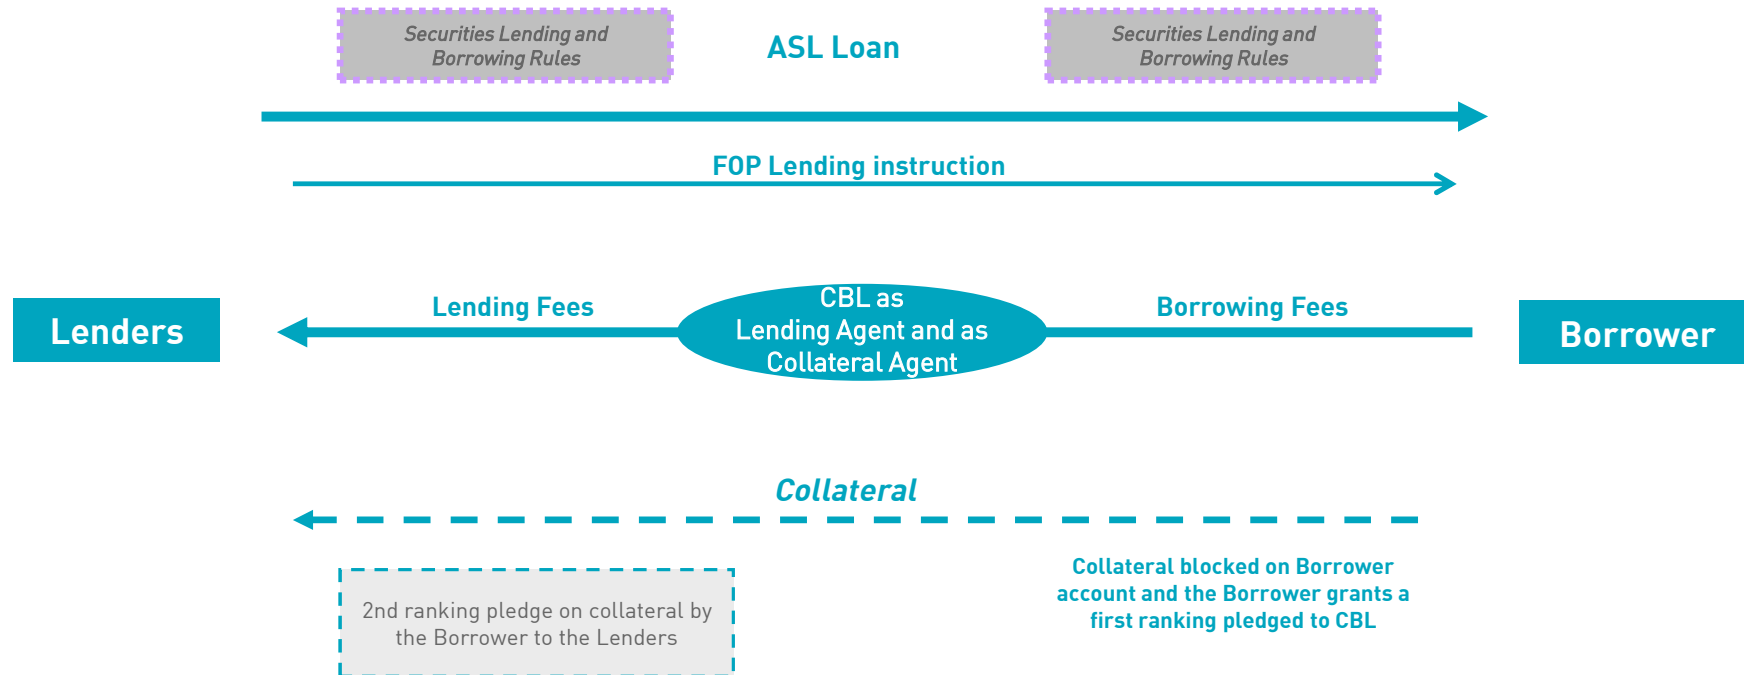 Securities Lending and
Borrowing Rules
ASL Loan
Securities Lending and
Borrowing Rules
FOP Lending instruction
Lenders
Lending Fees
CBL as
Lending Agent and as
Collateral Agent
Borrowing Fees
Borrower
Collateral
2nd ranking pledge on collateral by
the Borrower to the Lenders
Collateral blocked on Borrower
account and the Borrower grants a
first ranking pledged to CBL